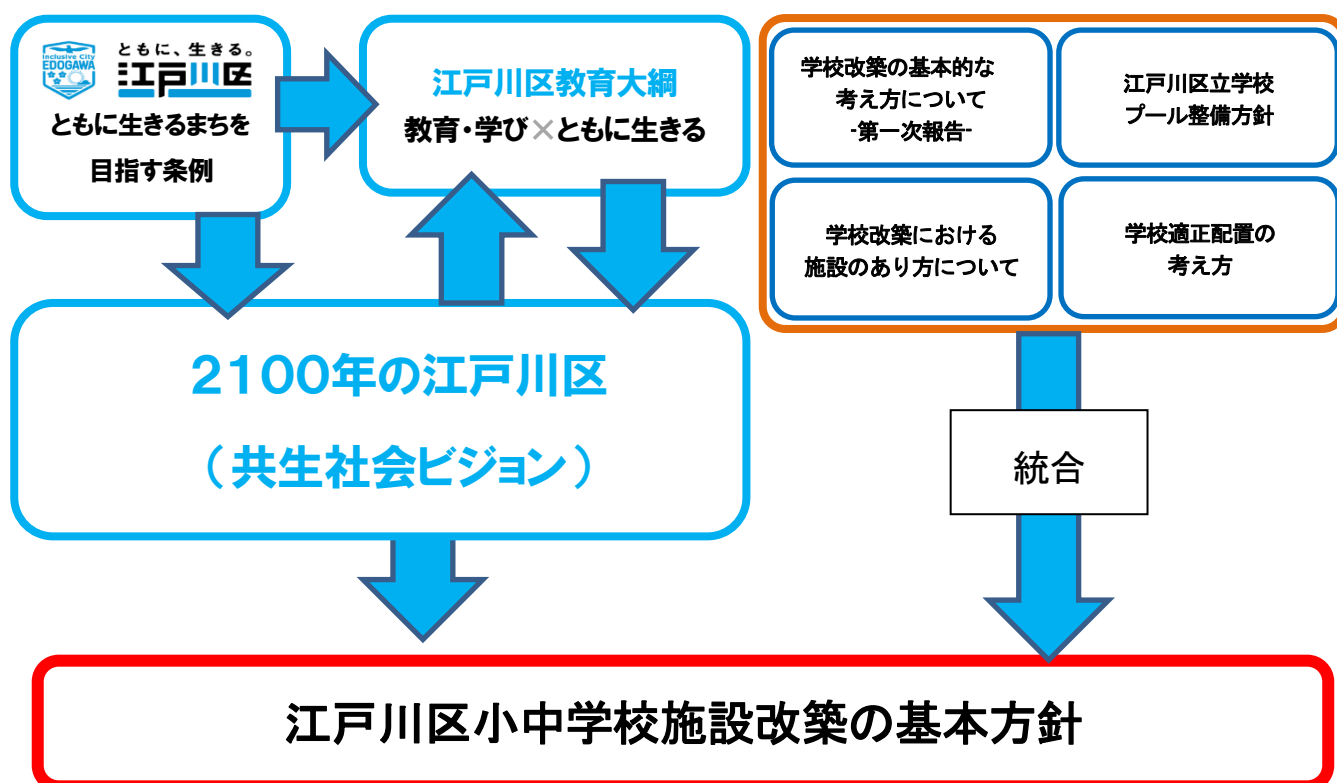 Inclusive City
EDOGAWA
ともに、生きる。
江戸川区
ともに生きるまちを
目指す条例
江戸川区教育大綱
教育・学び×ともに生きる
学校改築の基本的な
考え方について
-第一次報告-
江戸川区立学校
プール整備方針
学校改築における
施設のあり方について
学校適正配置の
考え方
2100年の江戸川区
(共生社会ビジョン)
統合
江戸川区小中学校施設改築の基本方針